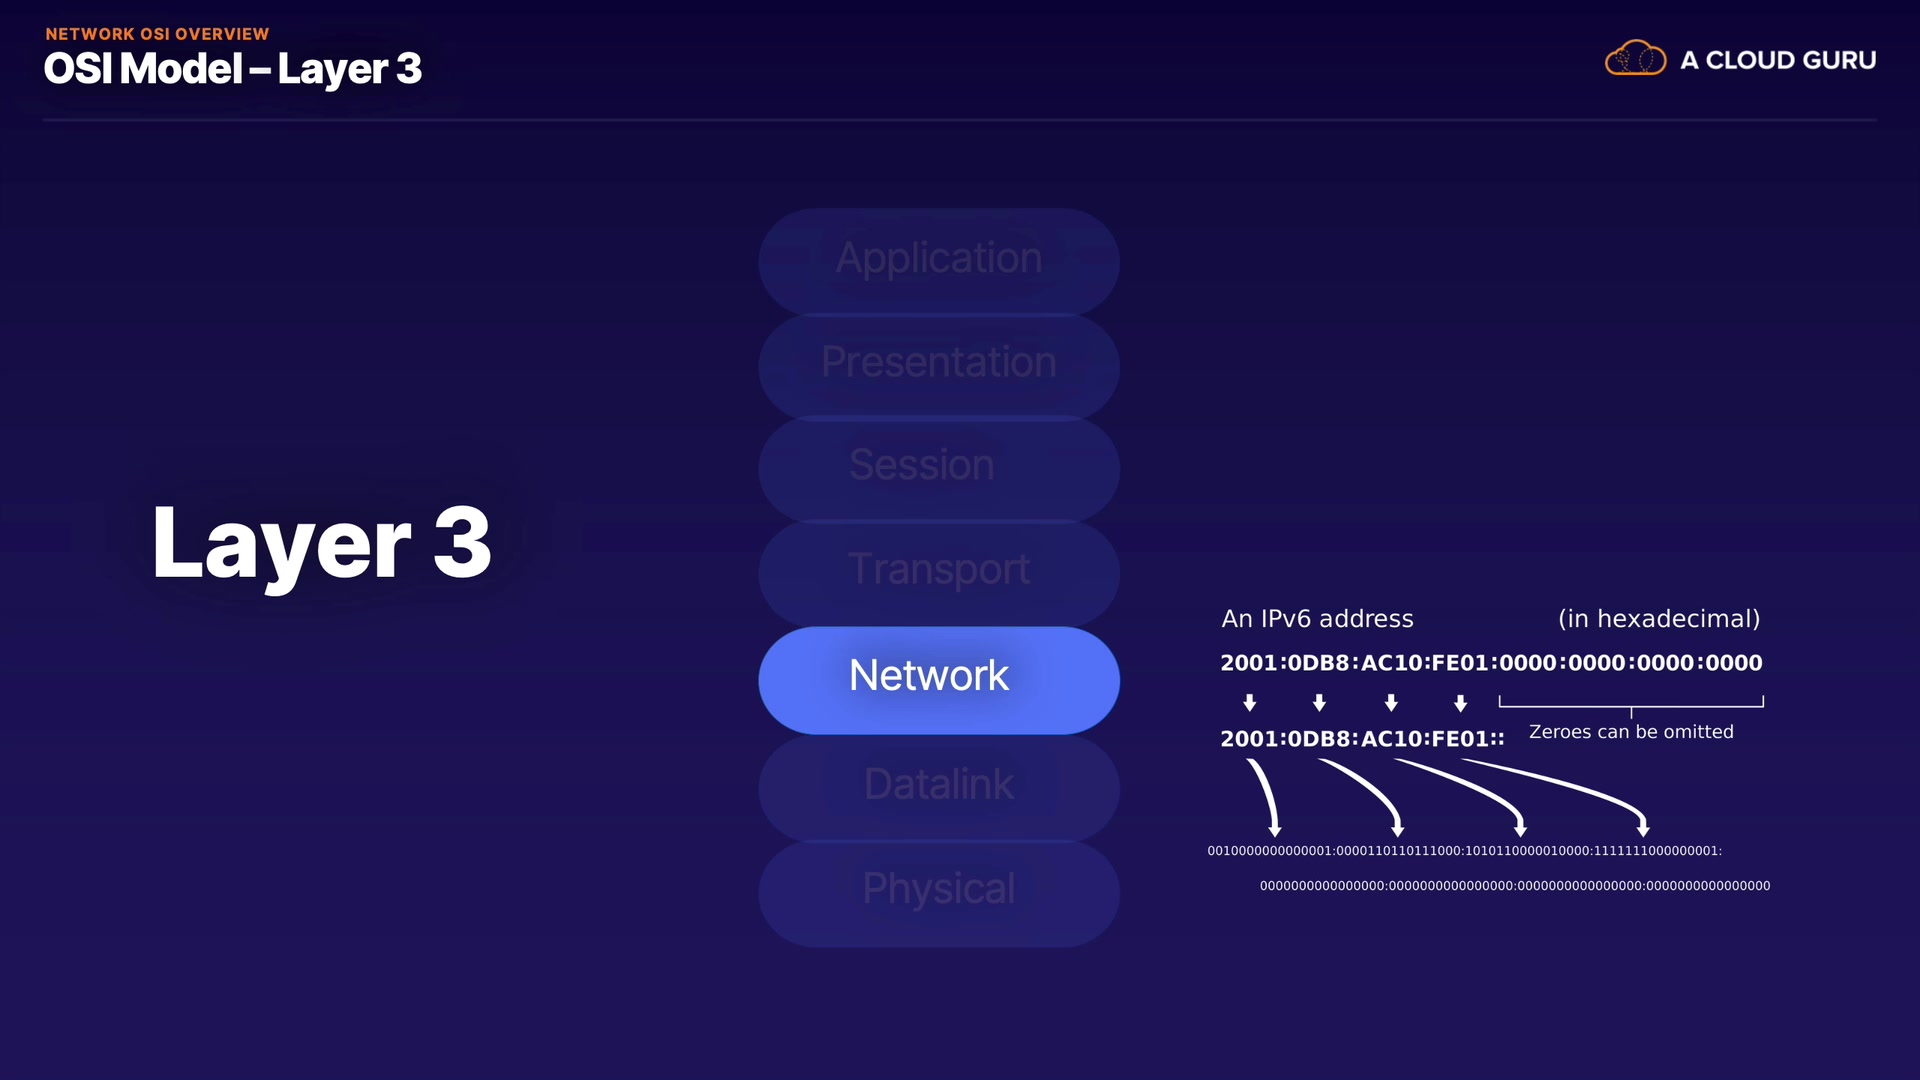 NETWORK OSI OVERVIEW
OSI Model – Layer 3
A CLOUD GURU
Application
Presentation
Session
Transport
Network
Datalink
Physical
Layer 3
An IPv6 address (in hexadecimal)
2001:0DB8:AC10:FE01:0000:0000:0000:0000
2001:0DB8:AC10:FE01::
Zeroes can be omitted
0010000000000001:0000110110111000:1010110000010000:1111111000000001:
0000000000000000:0000000000000000:0000000000000000:0000000000000000